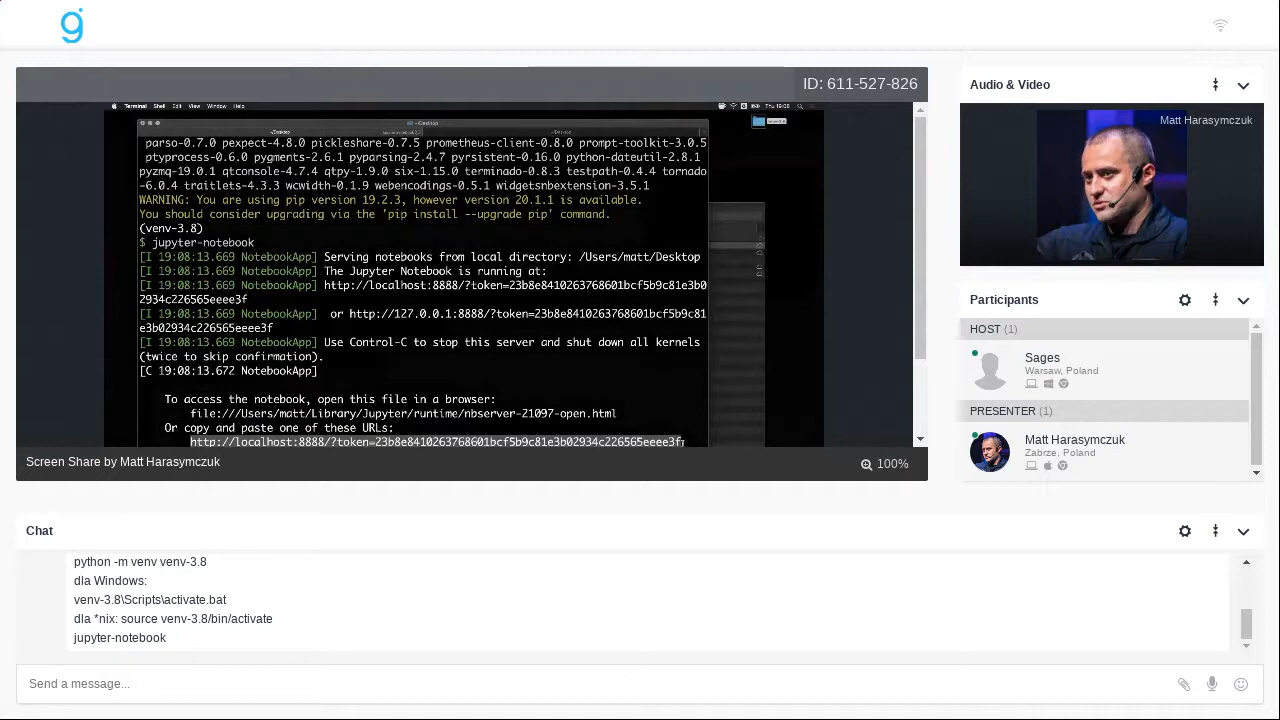 g
ID: 611-527-826
Audio & Video
Matt Harasymczuk
Terminal Shell Edit View Window Help
Thu 19:08
~/Desktop
~/Desktop
~/Desktop
parso-0.7.0 pexpect-4.8.0 pickleshare-0.7.5 prometheus-client-0.8.0 prompt-toolkit-3.0.5
ptyprocess-0.6.0 pygments-2.6.1 pyparsing-2.4.7 pyrsistent-0.16.0 python-dateutil-2.8.1
pyzmq-19.0.1 qtconsole-4.7.4 qtpy-1.9.0 six-1.15.0 terminado-0.8.3 testpath-0.4.4 tornado
-6.0.4 traitlets-4.3.3 wcwidth-0.1.9 webencodings-0.5.1 widgetsnbextension-3.5.1
WARNING: You are using pip version 19.2.3, however version 20.1.1 is available.
You should consider upgrading via the 'pip install --upgrade pip' command.
(venv-3.8)
$ jupyter-notebook
[I 19:08:13.669 NotebookApp] Serving notebooks from local directory: /Users/matt/Desktop
[I 19:08:13.669 NotebookApp] The Jupyter Notebook is running at:
[I 19:08:13.669 NotebookApp] http://localhost:8888/?token=23b8e8410263768601bcf5b9c81e3b0
2934c226565eeee3f
[I 19:08:13.669 NotebookApp]  or http://127.0.0.1:8888/?token=23b8e8410263768601bcf5b9c81
e3b02934c226565eeee3f
[I 19:08:13.669 NotebookApp] Use Control-C to stop this server and shut down all kernels
(twice to skip confirmation).
[C 19:08:13.672 NotebookApp]
To access the notebook, open this file in a browser:
file:///Users/matt/Library/Jupyter/runtime/nbserver-21097-open.html
Or copy and paste one of these URLs:
http://localhost:8888/?token=23b8e8410263768601bcf5b9c81e3b02934c226565eeee3f
Screen Share by Matt Harasymczuk
100%
Participants
HOST (1)
Sages
Warsaw, Poland
PRESENTER (1)
Matt Harasymczuk
Zabrze, Poland
Chat
python -m venv venv-3.8
dla Windows:
venv-3.8\Scripts\activate.bat
dla *nix: source venv-3.8/bin/activate
jupyter-notebook
Send a message...